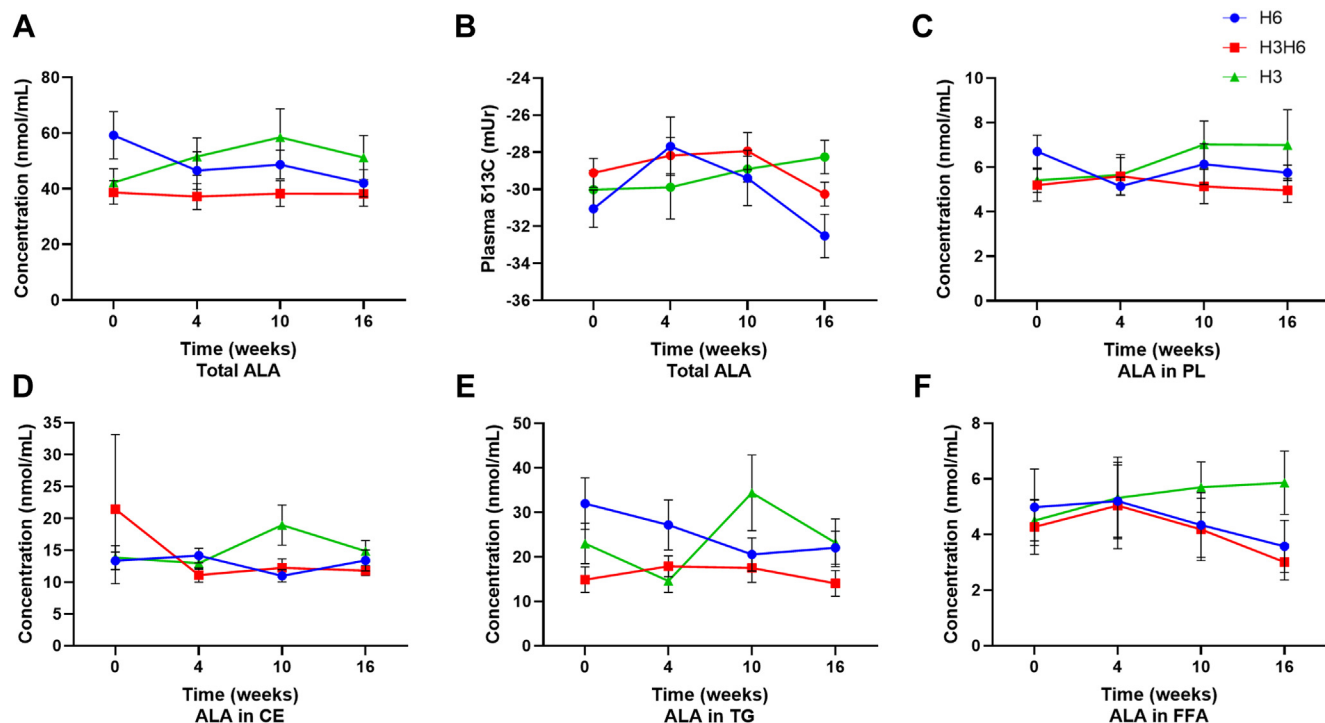 A
Concentration (nmol/mL)
80
60
40
20
0
0 4 10 16
Time (weeks)
Total ALA
B
Plasma δ13C (mUr)
-24
-26
-28
-30
-32
-34
-36
0 4 10 16
Time (weeks)
Total ALA
C
H6
H3H6
H3
Concentration (nmol/mL)
10
8
6
4
2
0
0 4 10 16
Time (weeks)
ALA in PL
D
Concentration (nmol/mL)
35
30
25
20
15
10
5
0
0 4 10 16
Time (weeks)
ALA in CE
E
Concentration (nmol/mL)
50
40
30
20
10
0
0 4 10 16
Time (weeks)
ALA in TG
F
Concentration (nmol/mL)
8
6
4
2
0
0 4 10 16
Time (weeks)
ALA in FFA